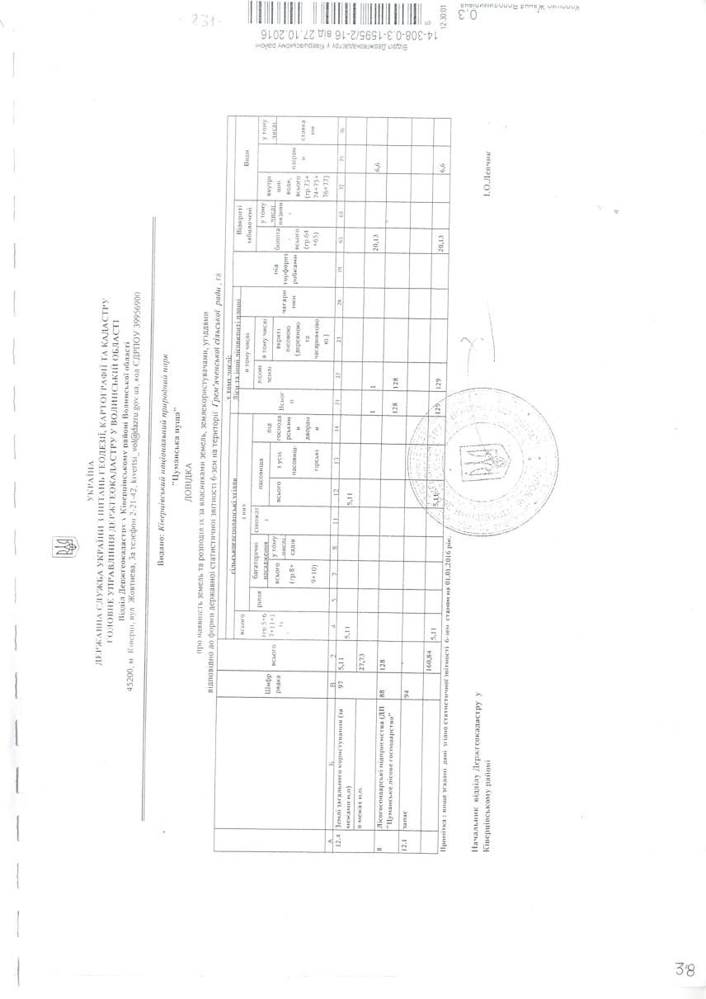 - 231 -
Відділ Держгеокадастру у Ківерцівському районі
14-308-0.3-1595/2-16 від 27.10.2016
Б
12:30:01
0.3
УКРАЇНА
ДЕРЖАВНА СЛУЖБА УКРАЇНИ З ПИТАНЬ ГЕОДЕЗІЇ, КАРТОГРАФІЇ ТА КАДАСТРУ
ГОЛОВНЕ УПРАВЛІННЯ ДЕРЖГЕОКАДАСТРУ У ВОЛИНСЬКІЙ ОБЛАСТІ
Відділ Держгеокадастру у Ківерцівському районі Волинської області
45200, м. Ківерці, вул. Жовтнева, 3а телефон 2-21-42, kivertsi_vol@dazru.gov.ua, код ЄДРПОУ 39956900
Видано: Ківерцівський національний природний парк
"Цуманська пуща"
ДОВІДКА
про наявність земель та розподіл їх за власниками земель, землекористувачами, угіддями
відповідно до форми державної статистичної звітності 6-зем на території Грем'яченської сільської ради, га
у тому числі:
сільськогосподарські угіддя
Ліси та інші лісовкриті площі
Відкриті заболочені
Води
з них
в тому числі
Шифр рядка
всього
всього (гр 5+6
рілля
багаторічні насадження
всього (гр.8+ 9+10)
у тому числі
садів
сіножаті
пасовища
всього
з усіх пасовищ-
гірські
під господарськими дворами
Всього
лісові землі
в тому числі
вкриті лісовою (деревною та чагарниковою)
чагарники
під торфорозробками
болота всього (гр 64 +65)
у тому числі
низинні
внутрішні води, всього (гр 73+ 74+75+ 76+77)
озерами
у тому числі
ставками
А Б В 2 4 5 7 8 11 12 13 14 21 22 23 28 39 63 65 72 75 76
12.4 Землі загального користування (за межами н.п) 97 5,11 5,11 5,11
в межах н.п. 27,73 1 1 20,13 6,6
8 Лісогосподарські підприємства (ДП "Цуманське лісове господарство" 88 128 128 128
12.1 запас 94
160,84 5,11 5,11 129 129 20,13 6,6
Примітка : вище згадані дані згідно статистичної звітності 6-зем станом на 01.01.2016 рік.
Начальник відділу Держгеокадастру у
Ківерцівському районі
І.О.Левчик
38